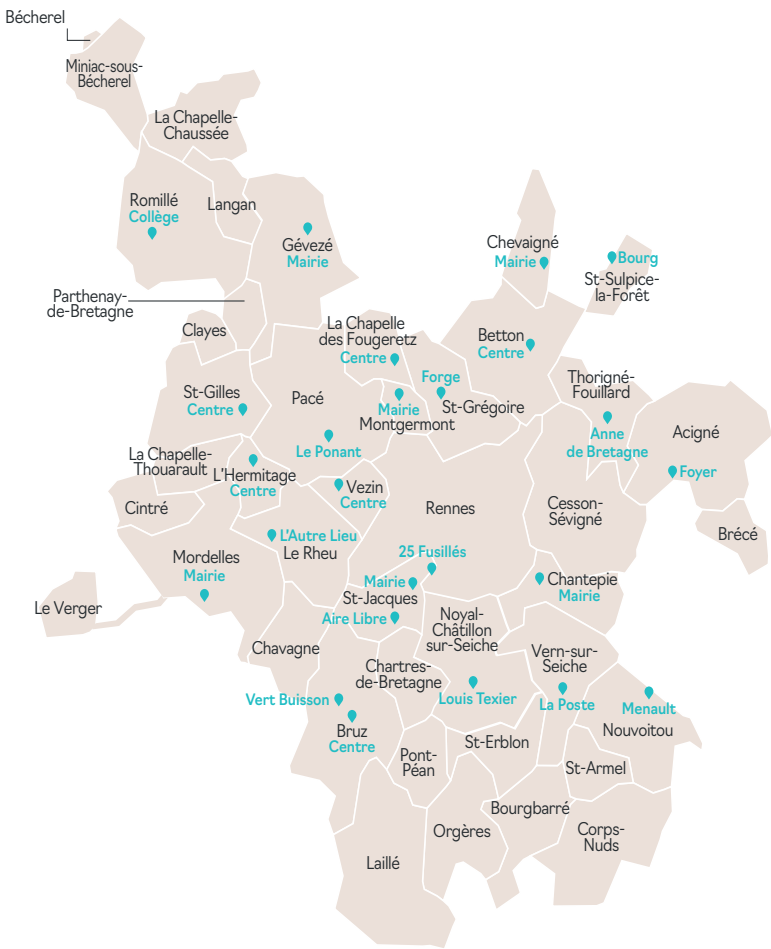 Bécherel
Miniac-sous-
Bécherel
La Chapelle-
Chaussée
Romillé
Collège
Langan
Gévezé
Mairie
Chevaigné
Mairie
Bourg
St-Sulpice-
la-Forêt
Parthenay-
de-Bretagne
Clayes
La Chapelle
des Fougeretz
Centre
Betton
Centre
Forge
St-Grégoire
Thorigné-
Fouillard
Anne
de Bretagne
St-Gilles
Centre
Pacé
Le Ponant
Mairie
Montgermont
Acigné
Foyer
La Chapelle-
Thouarault
L'Hermitage
Centre
Vezin
Centre
Rennes
Cesson-
Sévigné
Brécé
Cintré
L'Autre Lieu
Le Rheu
25 Fusillés
Mordelles
Mairie
Mairie
St-Jacques
Aire Libre
Chantepie
Mairie
Le Verger
Noyal-
Châtillon
sur-Seiche
Louis Texier
Chavagne
Chartres-
de-Bretagne
Vern-sur-
Seiche
La Poste
Vert Buisson
Bruz
Centre
Menault
Nouvoitou
St-Erblon
Pont-
Péan
St-Armel
Bourgbarré
Orgères
Corps-
Nuds
Laillé